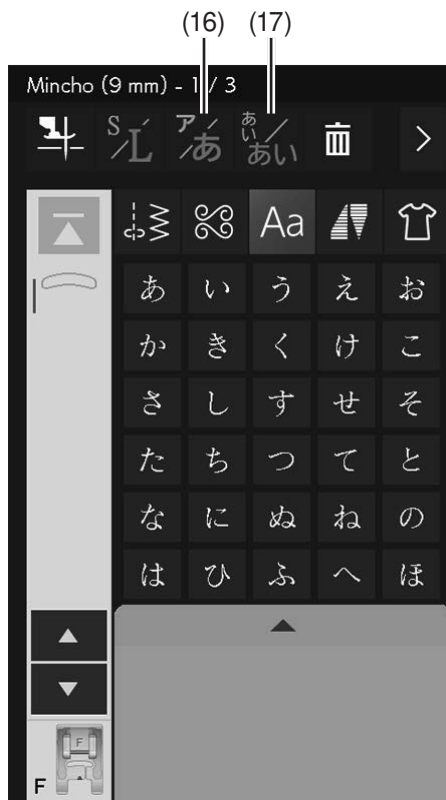 (16) (17)
Mincho (9 mm) - 1 / 3
S/L ア/あ あい/あい >
Aa
あ い う え お
か き く け こ
さ し す せ そ
た ち つ て と
な に ぬ ね の
は ひ ふ へ ほ
F
F